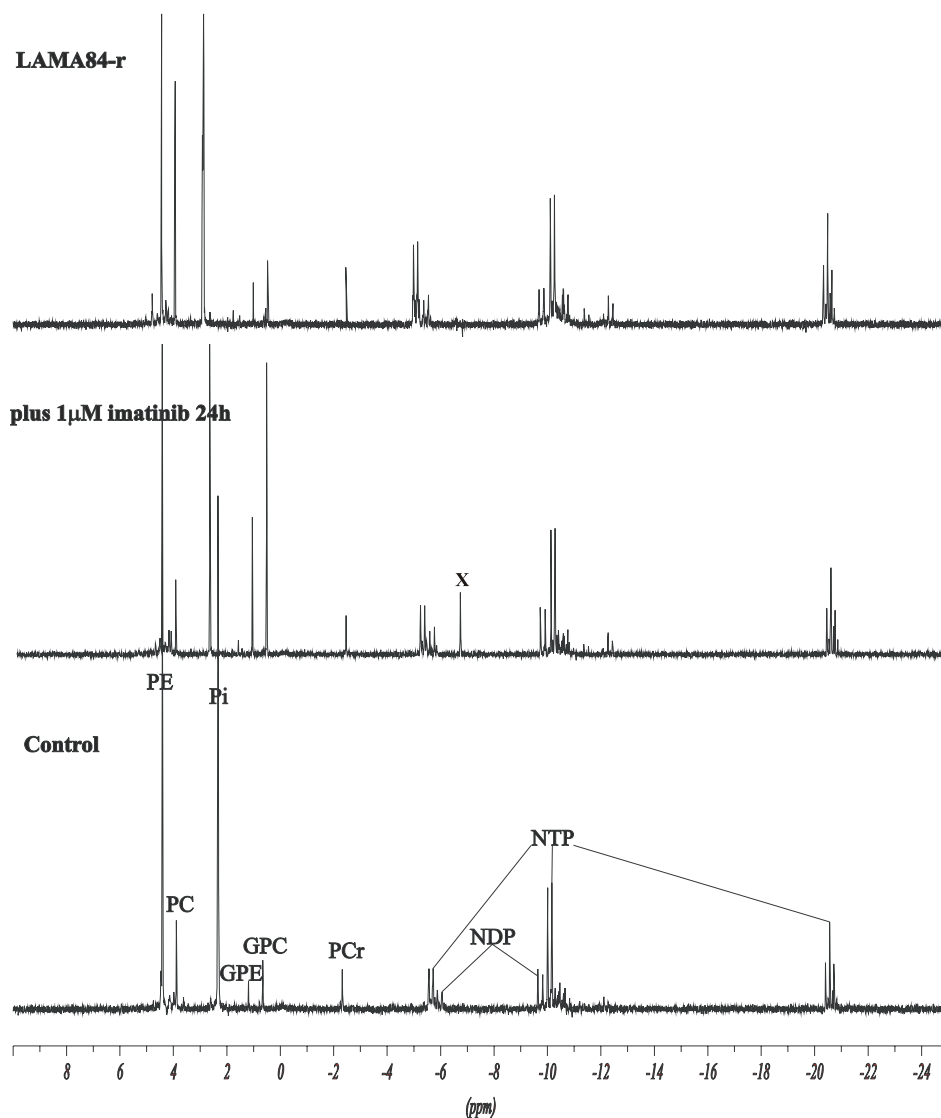 LAMA84-r
plus 1μM imatinib 24h
X
PE
Pi
Control
NTP
PC
NDP
GPC
PCr
GPE
8 6 4 2 0 -2 -4 -6 -8 -10 -12 -14 -16 -18 -20 -22 -24
(ppm)